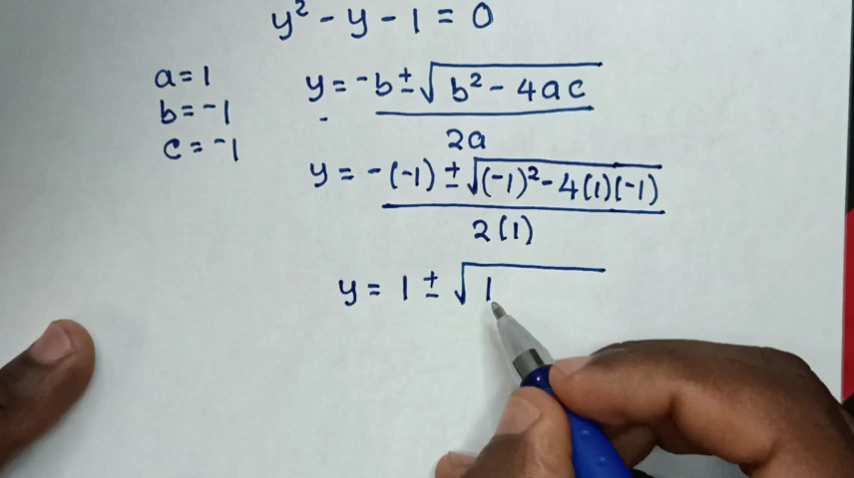 y² - y - 1 = 0
a = 1
b = -1
c = -1
y = -b ± √(b² - 4ac)
2a
y = -(-1) ± √((-1)² - 4(1)(-1))
2(1)
y = 1 ± √1